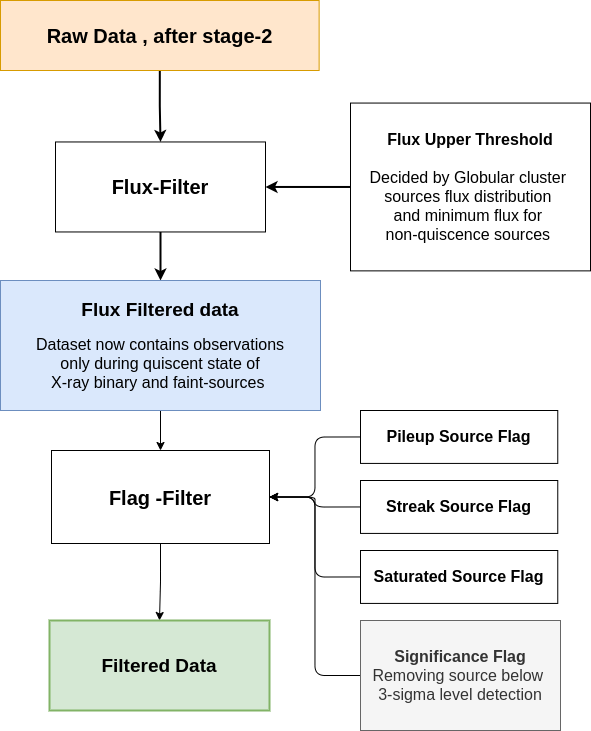 Raw Data , after stage-2
Flux Upper Threshold
Decided by Globular cluster
sources flux distribution
and minimum flux for
non-quiscence sources
Flux-Filter
Flux Filtered data
Dataset now contains observations
only during quiscent state of
X-ray binary and faint-sources
Pileup Source Flag
Flag -Filter
Streak Source Flag
Saturated Source Flag
Significance Flag
Removing source below
3-sigma level detection
Filtered Data